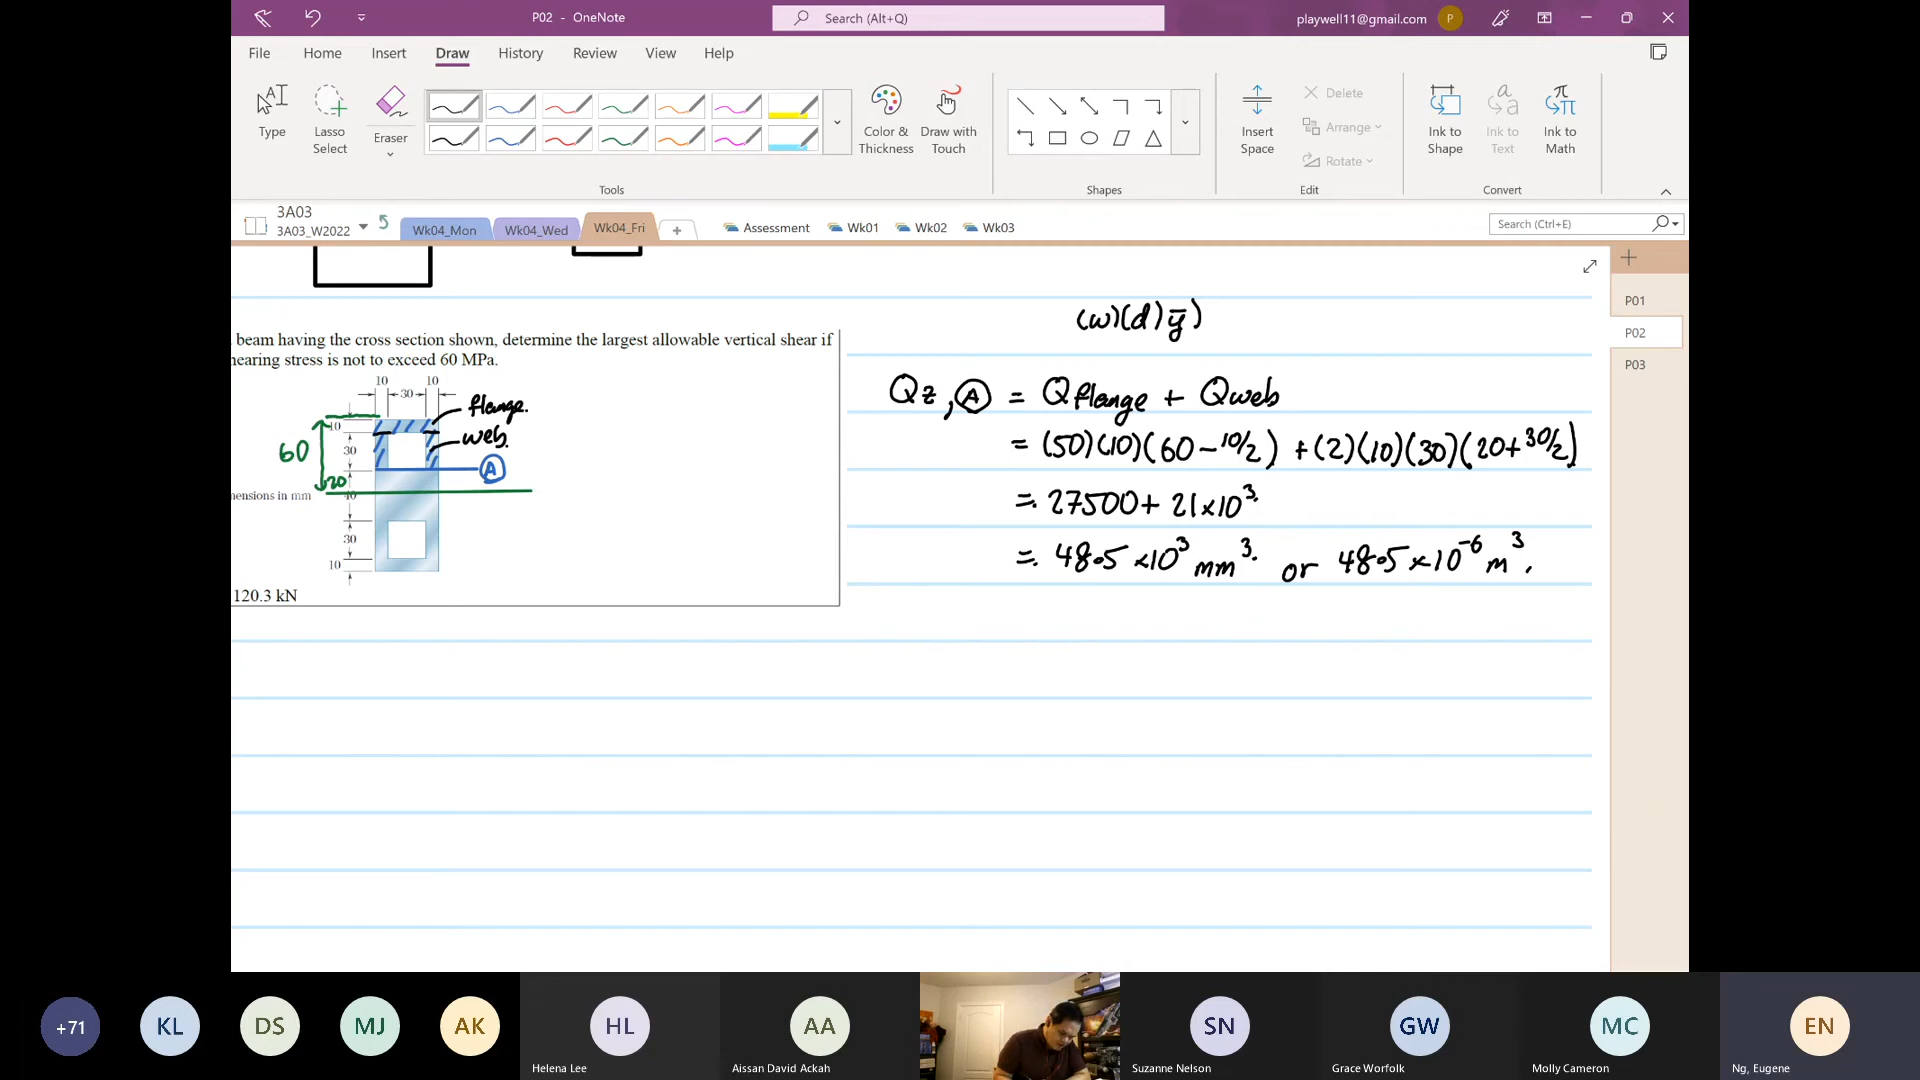 P02 - OneNote
Search (Alt+Q)
playwell11@gmail.com
P
File Home Insert Draw History Review View Help
Type
Lasso Select
Eraser
Color & Thickness
Draw with Touch
Insert Space
Delete
Arrange
Rotate
Ink to Shape
Ink to Text
Ink to Math
Tools
Shapes
Edit
Convert
3A03
3A03_W2022
Wk04_Mon
Wk04_Wed
Wk04_Fri
Assessment
Wk01
Wk02
Wk03
Search (Ctrl+E)
P01
P02
P03
beam having the cross section shown, determine the largest allowable vertical shear if
hearing stress is not to exceed 60 MPa.
10 10
30
flange.
10
web.
60
30
A
20
40
mensions in mm
30
10
120.3 kN
(w)(d)ȳ)
Qz,Ⓐ = Qflange + Qweb
= (50)(10)(60-10/2) + (2)(10)(30)(20+30/2)
= 27500 + 21×10³
= 48.5×10³ mm³. or 48.5×10⁻⁶ m³.
+71
KL
DS
MJ
AK
HL
Helena Lee
AA
Aissan David Ackah
SN
Suzanne Nelson
GW
Grace Worfolk
MC
Molly Cameron
EN
Ng, Eugene